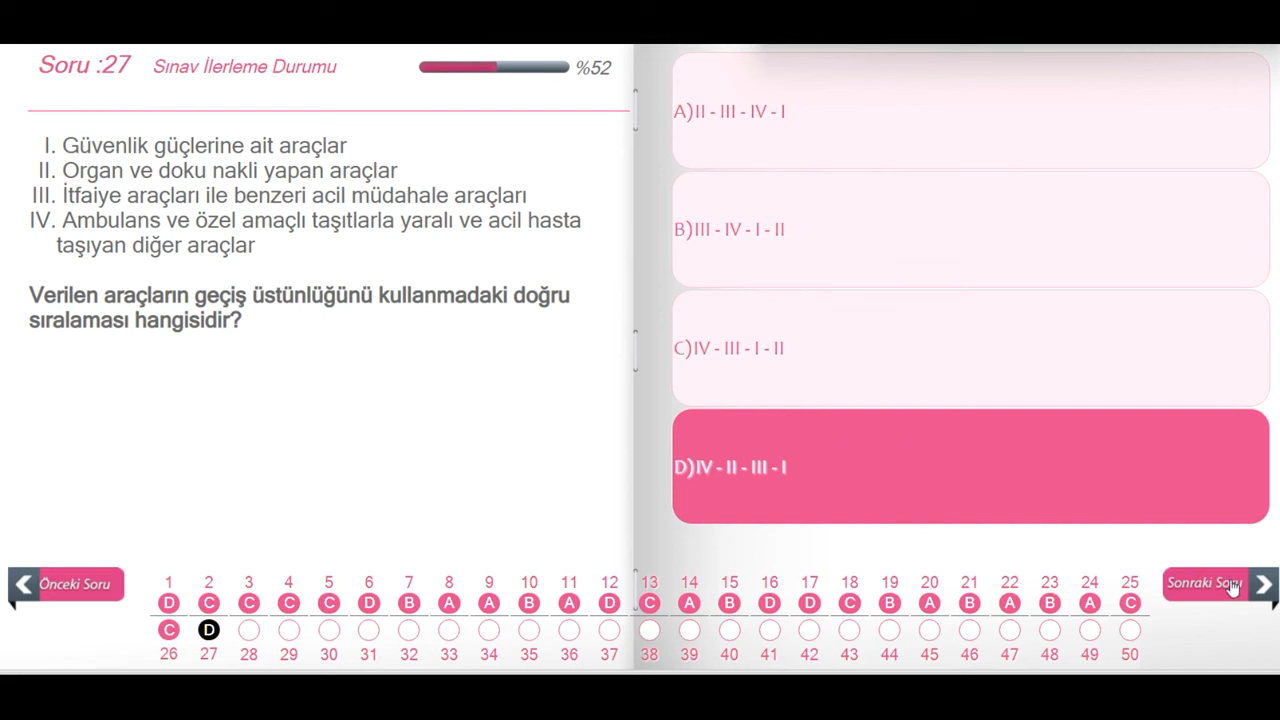 Soru :27 Sınav İlerleme Durumu %52
I. Güvenlik güçlerine ait araçlar
II. Organ ve doku nakli yapan araçlar
III. İtfaiye araçları ile benzeri acil müdahale araçları
IV. Ambulans ve özel amaçlı taşıtlarla yaralı ve acil hasta
taşıyan diğer araçlar
Verilen araçların geçiş üstünlüğünü kullanmadaki doğru
sıralaması hangisidir?
A)II - III - IV - I
B)III - IV - I - II
C)IV - III - I - II
D)IV - II - III - I
Önceki Soru
1 2 3 4 5 6 7 8 9 10 11 12 13 14 15 16 17 18 19 20 21 22 23 24 25
D C C C C D B A A B A D C A B D D C B A B A B A C
C D
26 27 28 29 30 31 32 33 34 35 36 37 38 39 40 41 42 43 44 45 46 47 48 49 50
Sonraki Soru